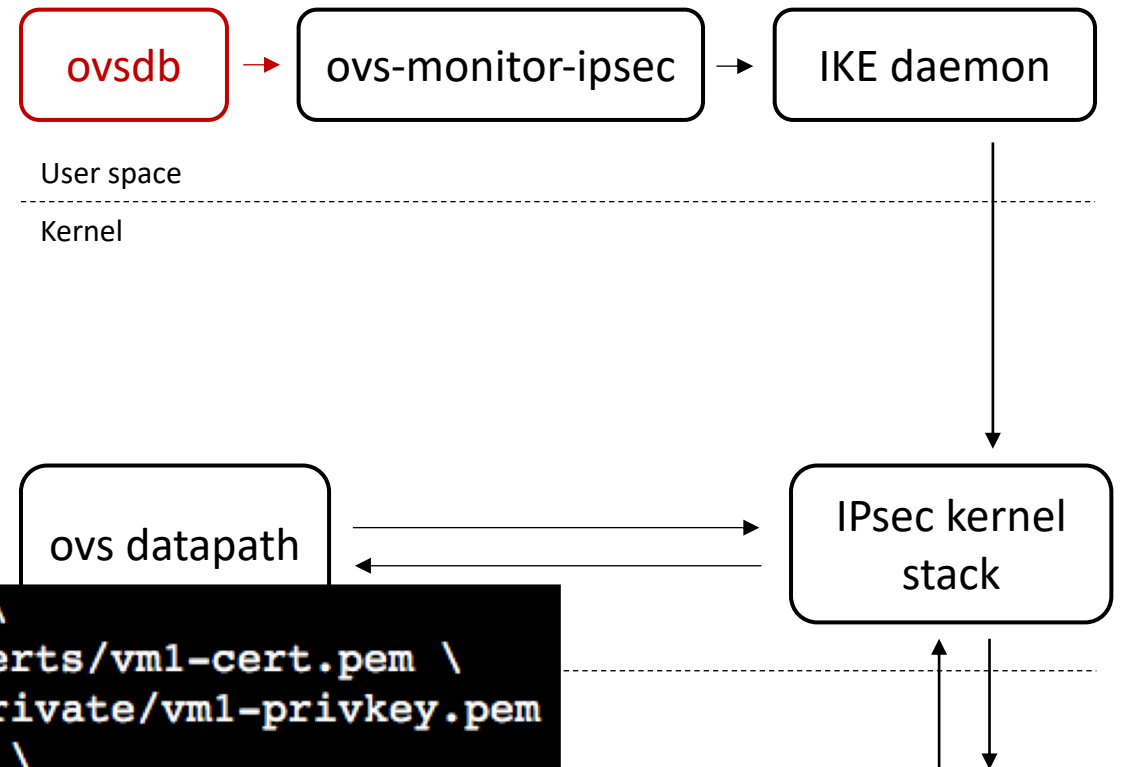 ovsdb
ovs-monitor-ipsec
IKE daemon
User space
Kernel
ovs datapath
IPsec kernel
stack
\
erts/vm1-cert.pem \
rivate/vm1-privkey.pem
\